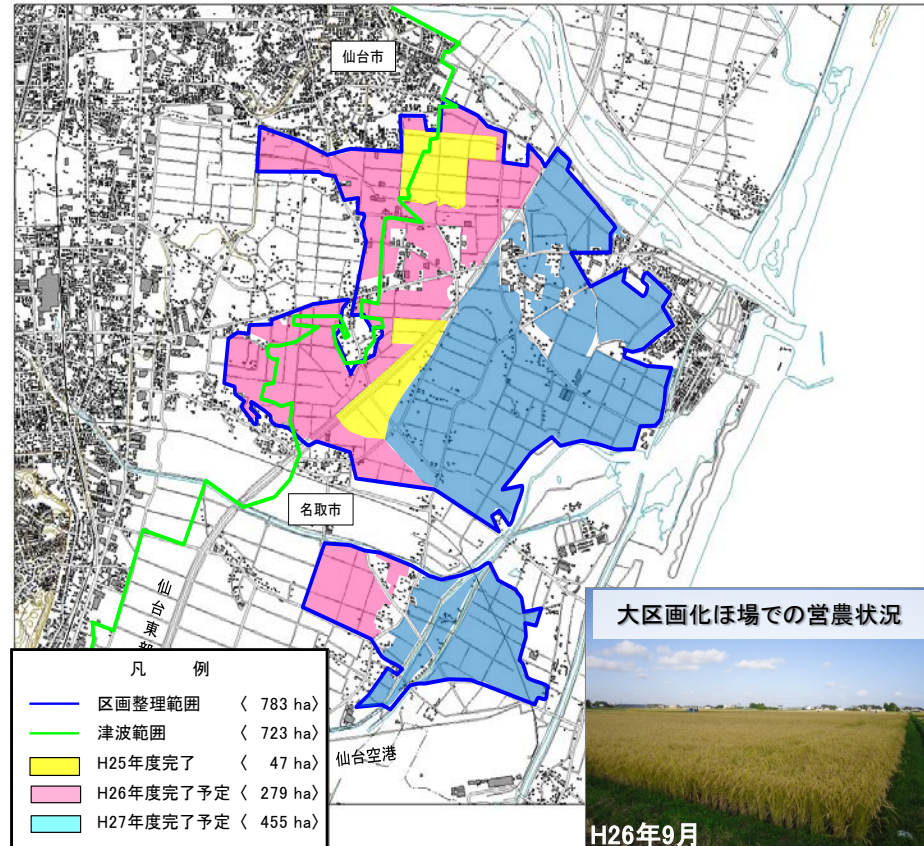 仙台市
名取市
仙台東部
仙台空港
凡 例
区画整理範囲 〈 783 ha〉
津波範囲 〈 723 ha〉
H25年度完了 〈 47 ha〉
H26年度完了予定 〈 279 ha〉
H27年度完了予定 〈 455 ha〉
大区画化ほ場での営農状況
H26年9月